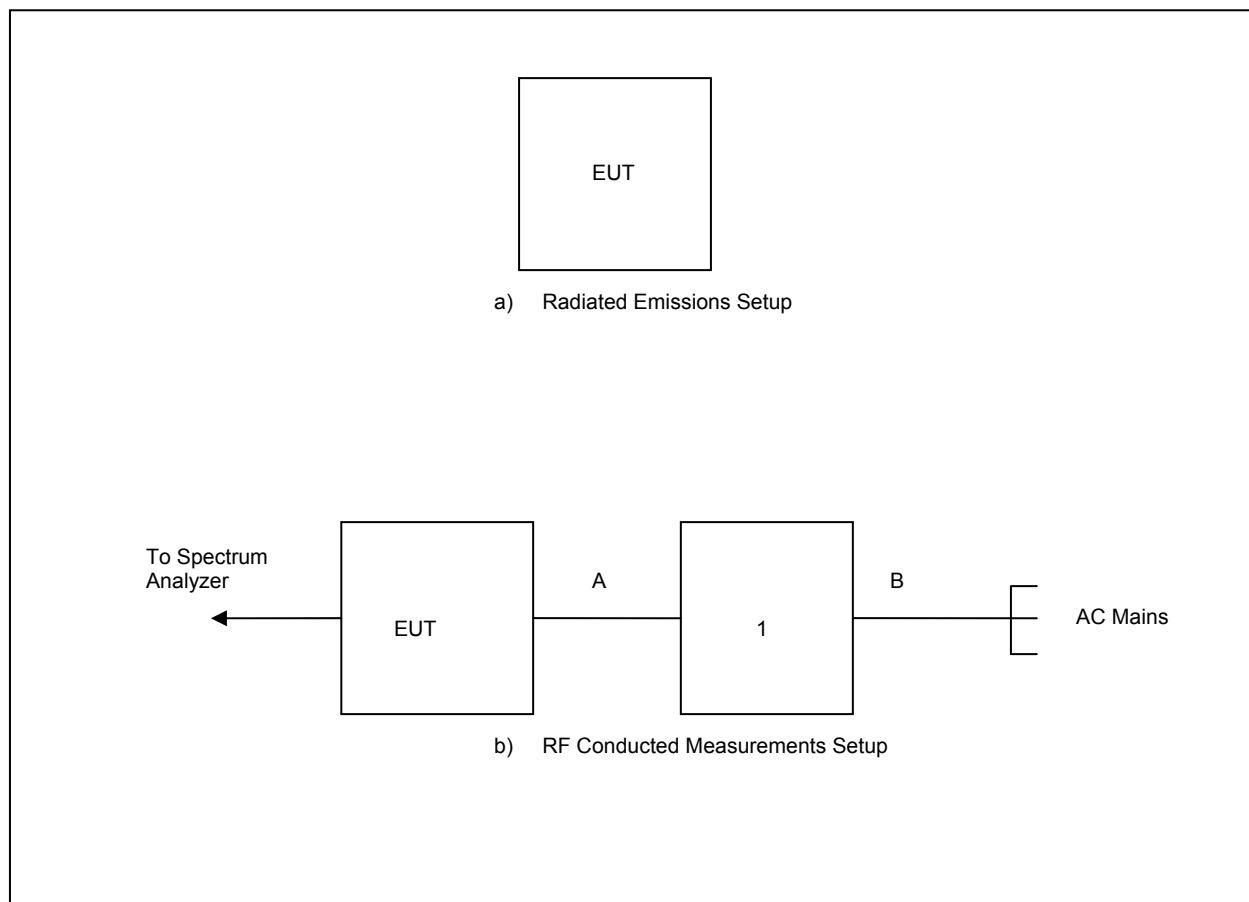 EUT
a) Radiated Emissions Setup
To Spectrum
Analyzer
A
B
EUT
1
AC Mains
b) RF Conducted Measurements Setup